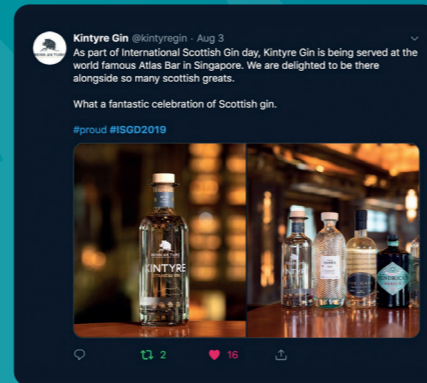 Kintyre Gin @kintyregin · Aug 3
As part of International Scottish Gin day, Kintyre Gin is being served at the
world famous Atlas Bar in Singapore. We are delighted to be there
alongside so many scottish greats.
What a fantastic celebration of Scottish gin.
#proud #ISGD2019
KINTYRE
KINTYRE
HENDRICK'S
2
16